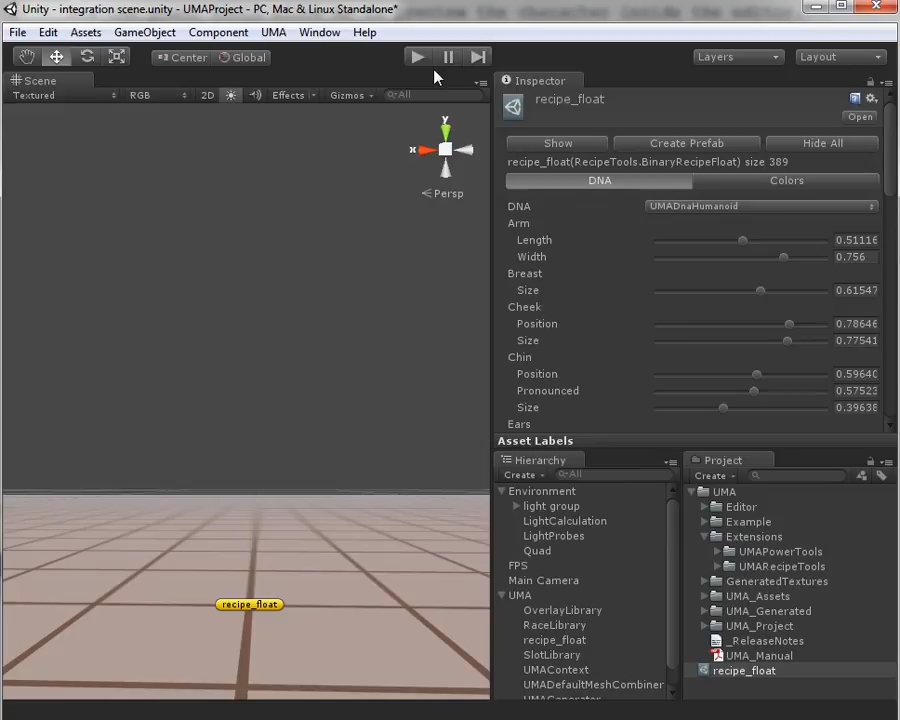 Unity - integration scene.unity - UMAProject - PC, Mac & Linux Standalone*
File Edit Assets GameObject Component UMA Window Help
Center Global Layers Layout
Scene
Textured RGB 2D Effects Gizmos All
y
x
Persp
recipe_float
Inspector
recipe_float
Open
Show Create Prefab Hide All
recipe_float(RecipeTools.BinaryRecipeFloat) size 389
DNA Colors
DNA UMADnaHumanoid
Arm
Length 0.51116
Width 0.756
Breast
Size 0.61547
Cheek
Position 0.78646
Size 0.77541
Chin
Position 0.59640
Pronounced 0.57523
Size 0.39638
Ears
Asset Labels
Hierarchy
Create All
Environment
light group
LightCalculation
LightProbes
Quad
FPS
Main Camera
UMA
OverlayLibrary
RaceLibrary
recipe_float
SlotLibrary
UMAContext
UMADefaultMeshCombiner
Project
Create
UMA
Editor
Example
Extensions
UMAPowerTools
UMARecipeTools
GeneratedTextures
UMA_Assets
UMA_Generated
UMA_Project
_ReleaseNotes
UMA_Manual
recipe_float